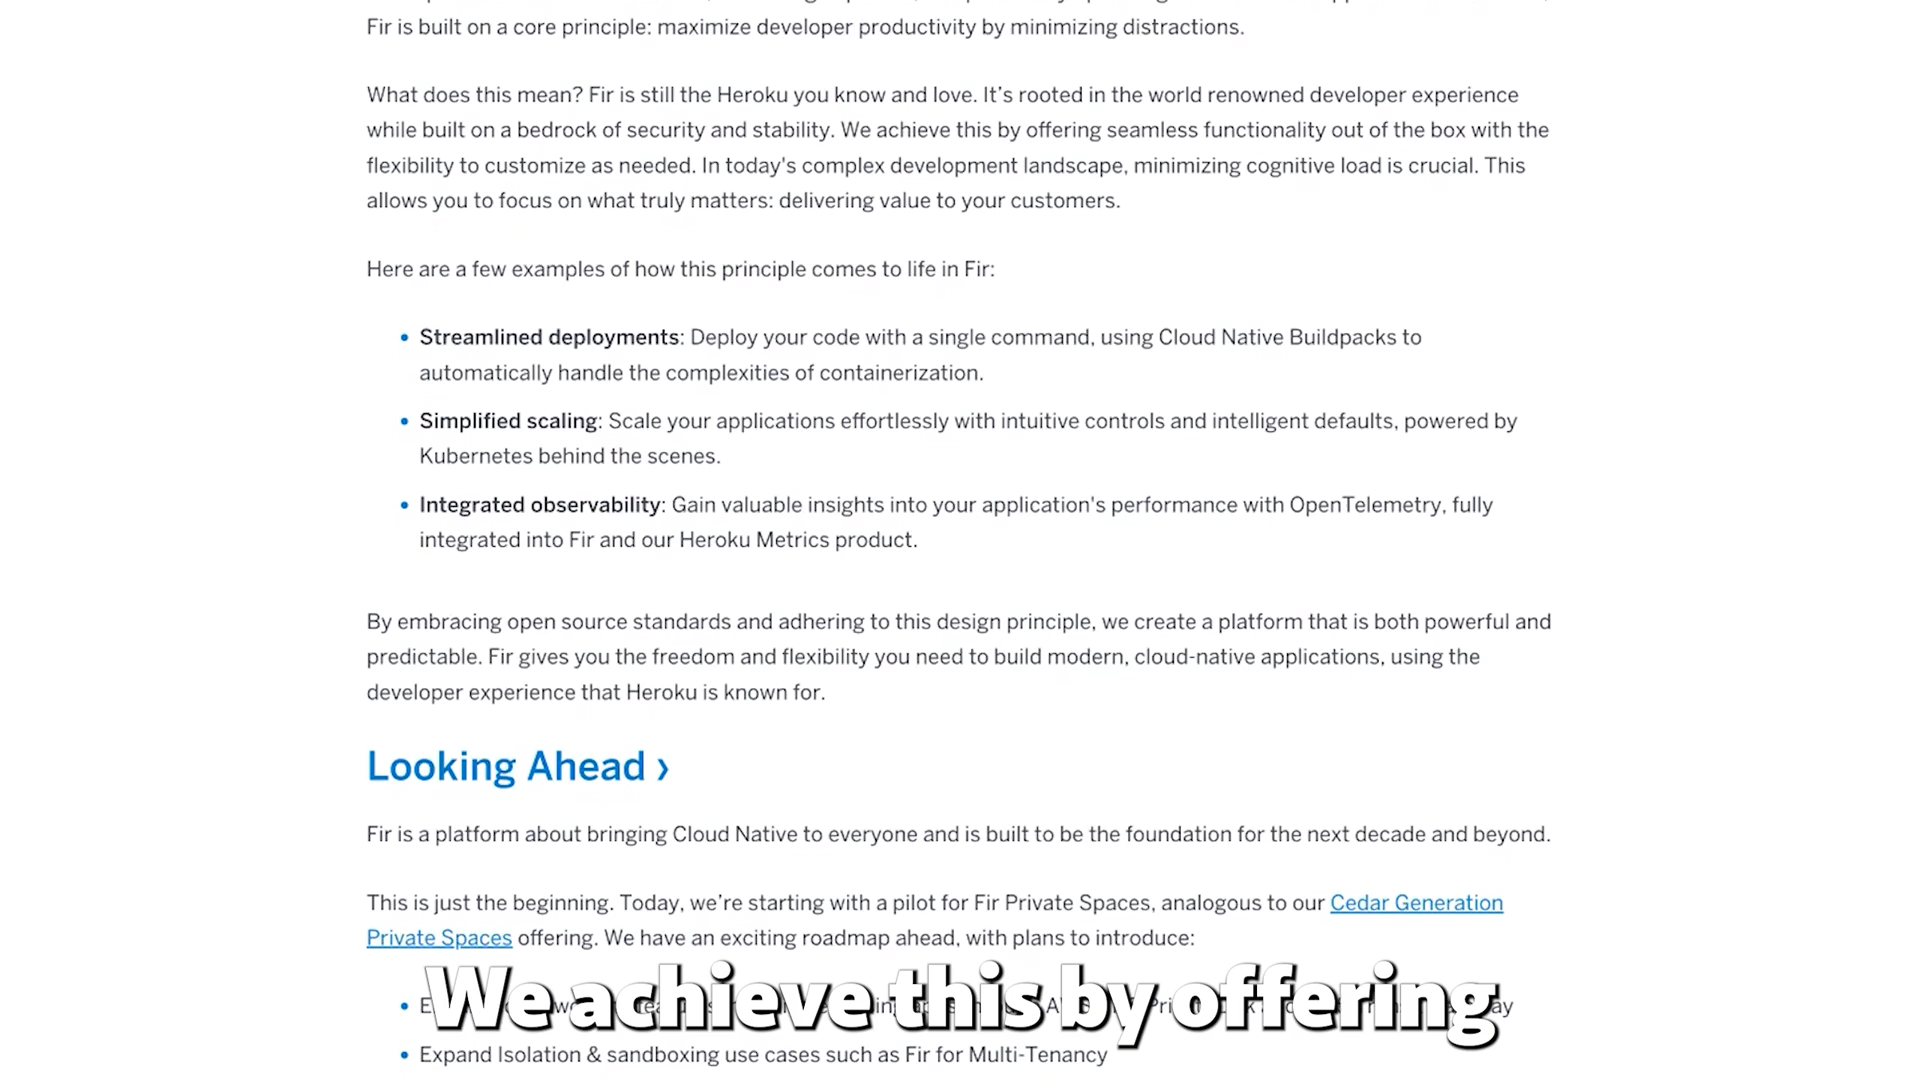 Fir is built on a core principle: maximize developer productivity by minimizing distractions.
What does this mean? Fir is still the Heroku you know and love. It’s rooted in the world renowned developer experience
while built on a bedrock of security and stability. We achieve this by offering seamless functionality out of the box with the
flexibility to customize as needed. In today's complex development landscape, minimizing cognitive load is crucial. This
allows you to focus on what truly matters: delivering value to your customers.
Here are a few examples of how this principle comes to life in Fir:
• Streamlined deployments: Deploy your code with a single command, using Cloud Native Buildpacks to
automatically handle the complexities of containerization.
• Simplified scaling: Scale your applications effortlessly with intuitive controls and intelligent defaults, powered by
Kubernetes behind the scenes.
• Integrated observability: Gain valuable insights into your application's performance with OpenTelemetry, fully
integrated into Fir and our Heroku Metrics product.
By embracing open source standards and adhering to this design principle, we create a platform that is both powerful and
predictable. Fir gives you the freedom and flexibility you need to build modern, cloud-native applications, using the
developer experience that Heroku is known for.
Looking Ahead ›
Fir is a platform about bringing Cloud Native to everyone and is built to be the foundation for the next decade and beyond.
This is just the beginning. Today, we’re starting with a pilot for Fir Private Spaces, analogous to our Cedar Generation
Private Spaces offering. We have an exciting roadmap ahead, with plans to introduce:
We achieve this by offering
• Expand Isolation & sandboxing use cases such as Fir for Multi-Tenancy